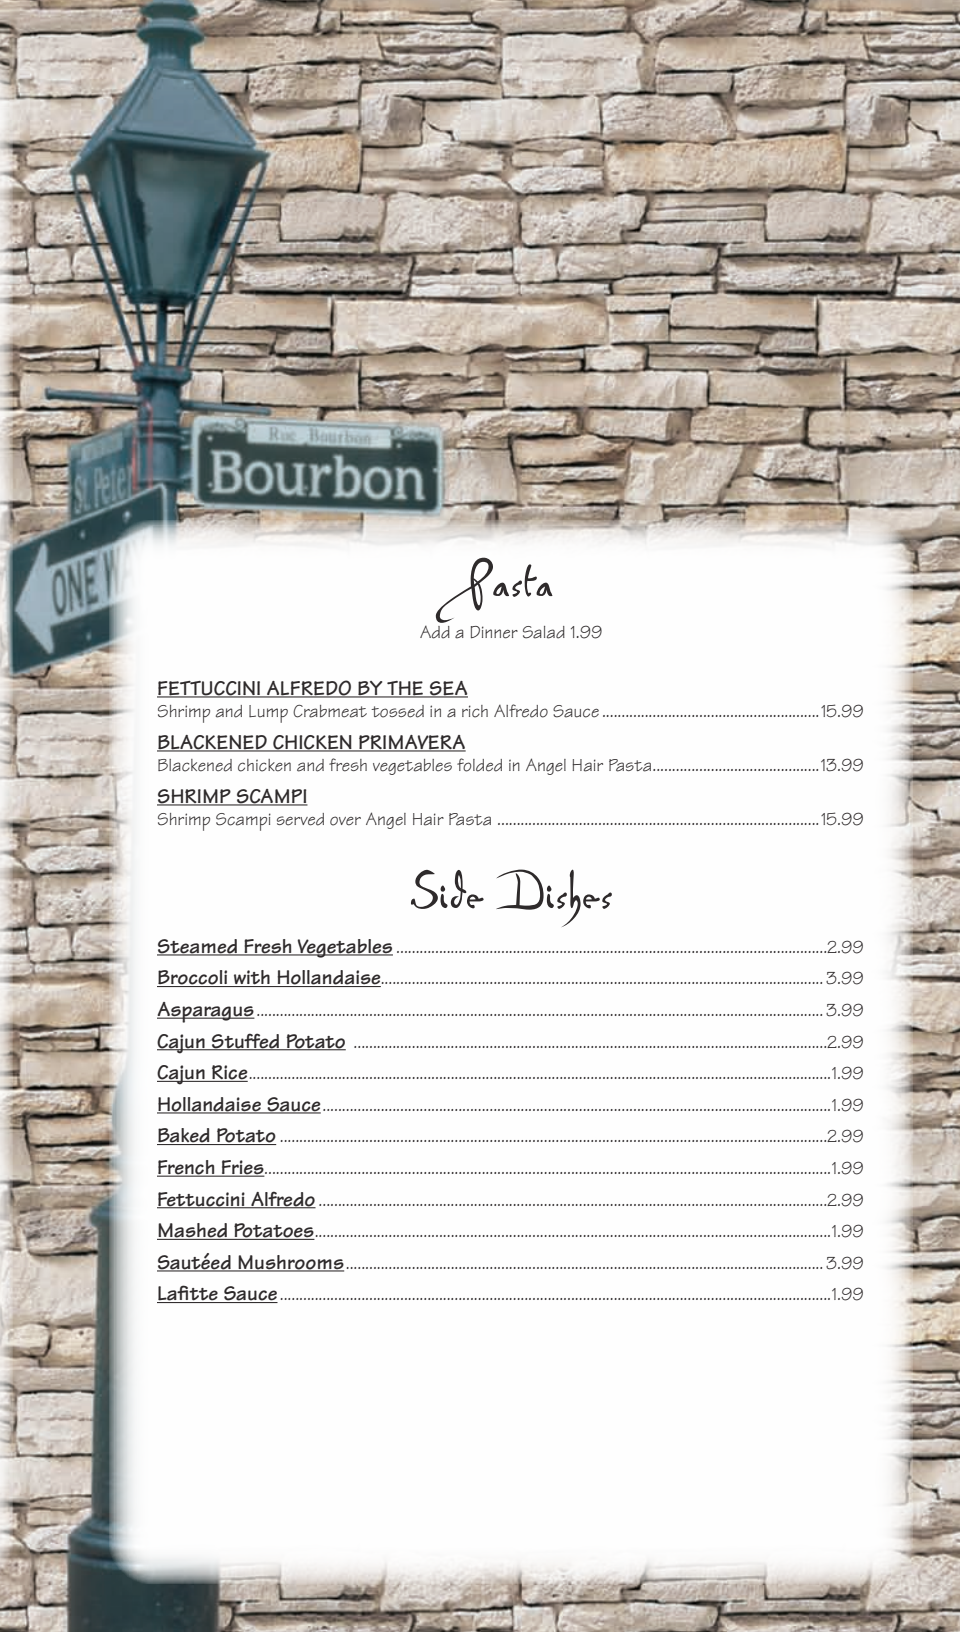 Rue Bourbon
Bourbon
St. Peter
ONE WA
Pasta
Add a Dinner Salad 1.99
FETTUCCINI ALFREDO BY THE SEA
Shrimp and Lump Crabmeat tossed in a rich Alfredo Sauce ........ 15.99
BLACKENED CHICKEN PRIMAVERA
Blackened chicken and fresh vegetables folded in Angel Hair Pasta ........ 13.99
SHRIMP SCAMPI
Shrimp Scampi served over Angel Hair Pasta ........ 15.99
Side Dishes
Steamed Fresh Vegetables ........ 2.99
Broccoli with Hollandaise ........ 3.99
Asparagus ........ 3.99
Cajun Stuffed Potato ........ 2.99
Cajun Rice ........ 1.99
Hollandaise Sauce ........ 1.99
Baked Potato ........ 2.99
French Fries ........ 1.99
Fettuccini Alfredo ........ 2.99
Mashed Potatoes ........ 1.99
Sautéed Mushrooms ........ 3.99
Lafitte Sauce ........ 1.99